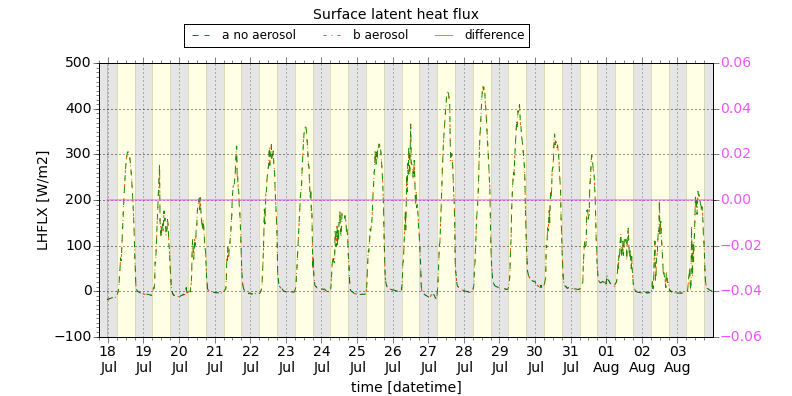 Surface latent heat flux
a no aerosol b aerosol difference
500 0.06
400 0.04
300 0.02
200 0.00
100 −0.02
0 −0.04
−100 −0.06
LHFLX [W/m2]
18 19 20 21 22 23 24 25 26 27 28 29 30 31 01 02 03
Jul Jul Jul Jul Jul Jul Jul Jul Jul Jul Jul Jul Jul Jul Aug Aug Aug
time [datetime]